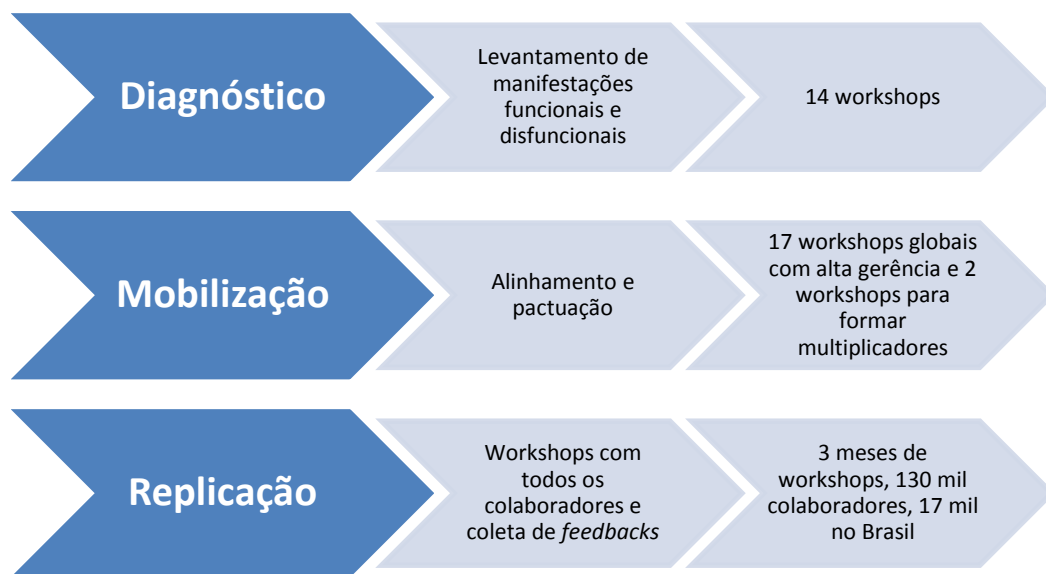 Diagnóstico
Levantamento de
manifestações
funcionais e
disfuncionais
14 workshops
Mobilização
Alinhamento e
pactuação
17 workshops globais
com alta gerência e 2
workshops para
formar
multiplicadores
Replicação
Workshops com
todos os
colaboradores e
coleta de feedbacks
3 meses de
workshops, 130 mil
colaboradores, 17 mil
no Brasil